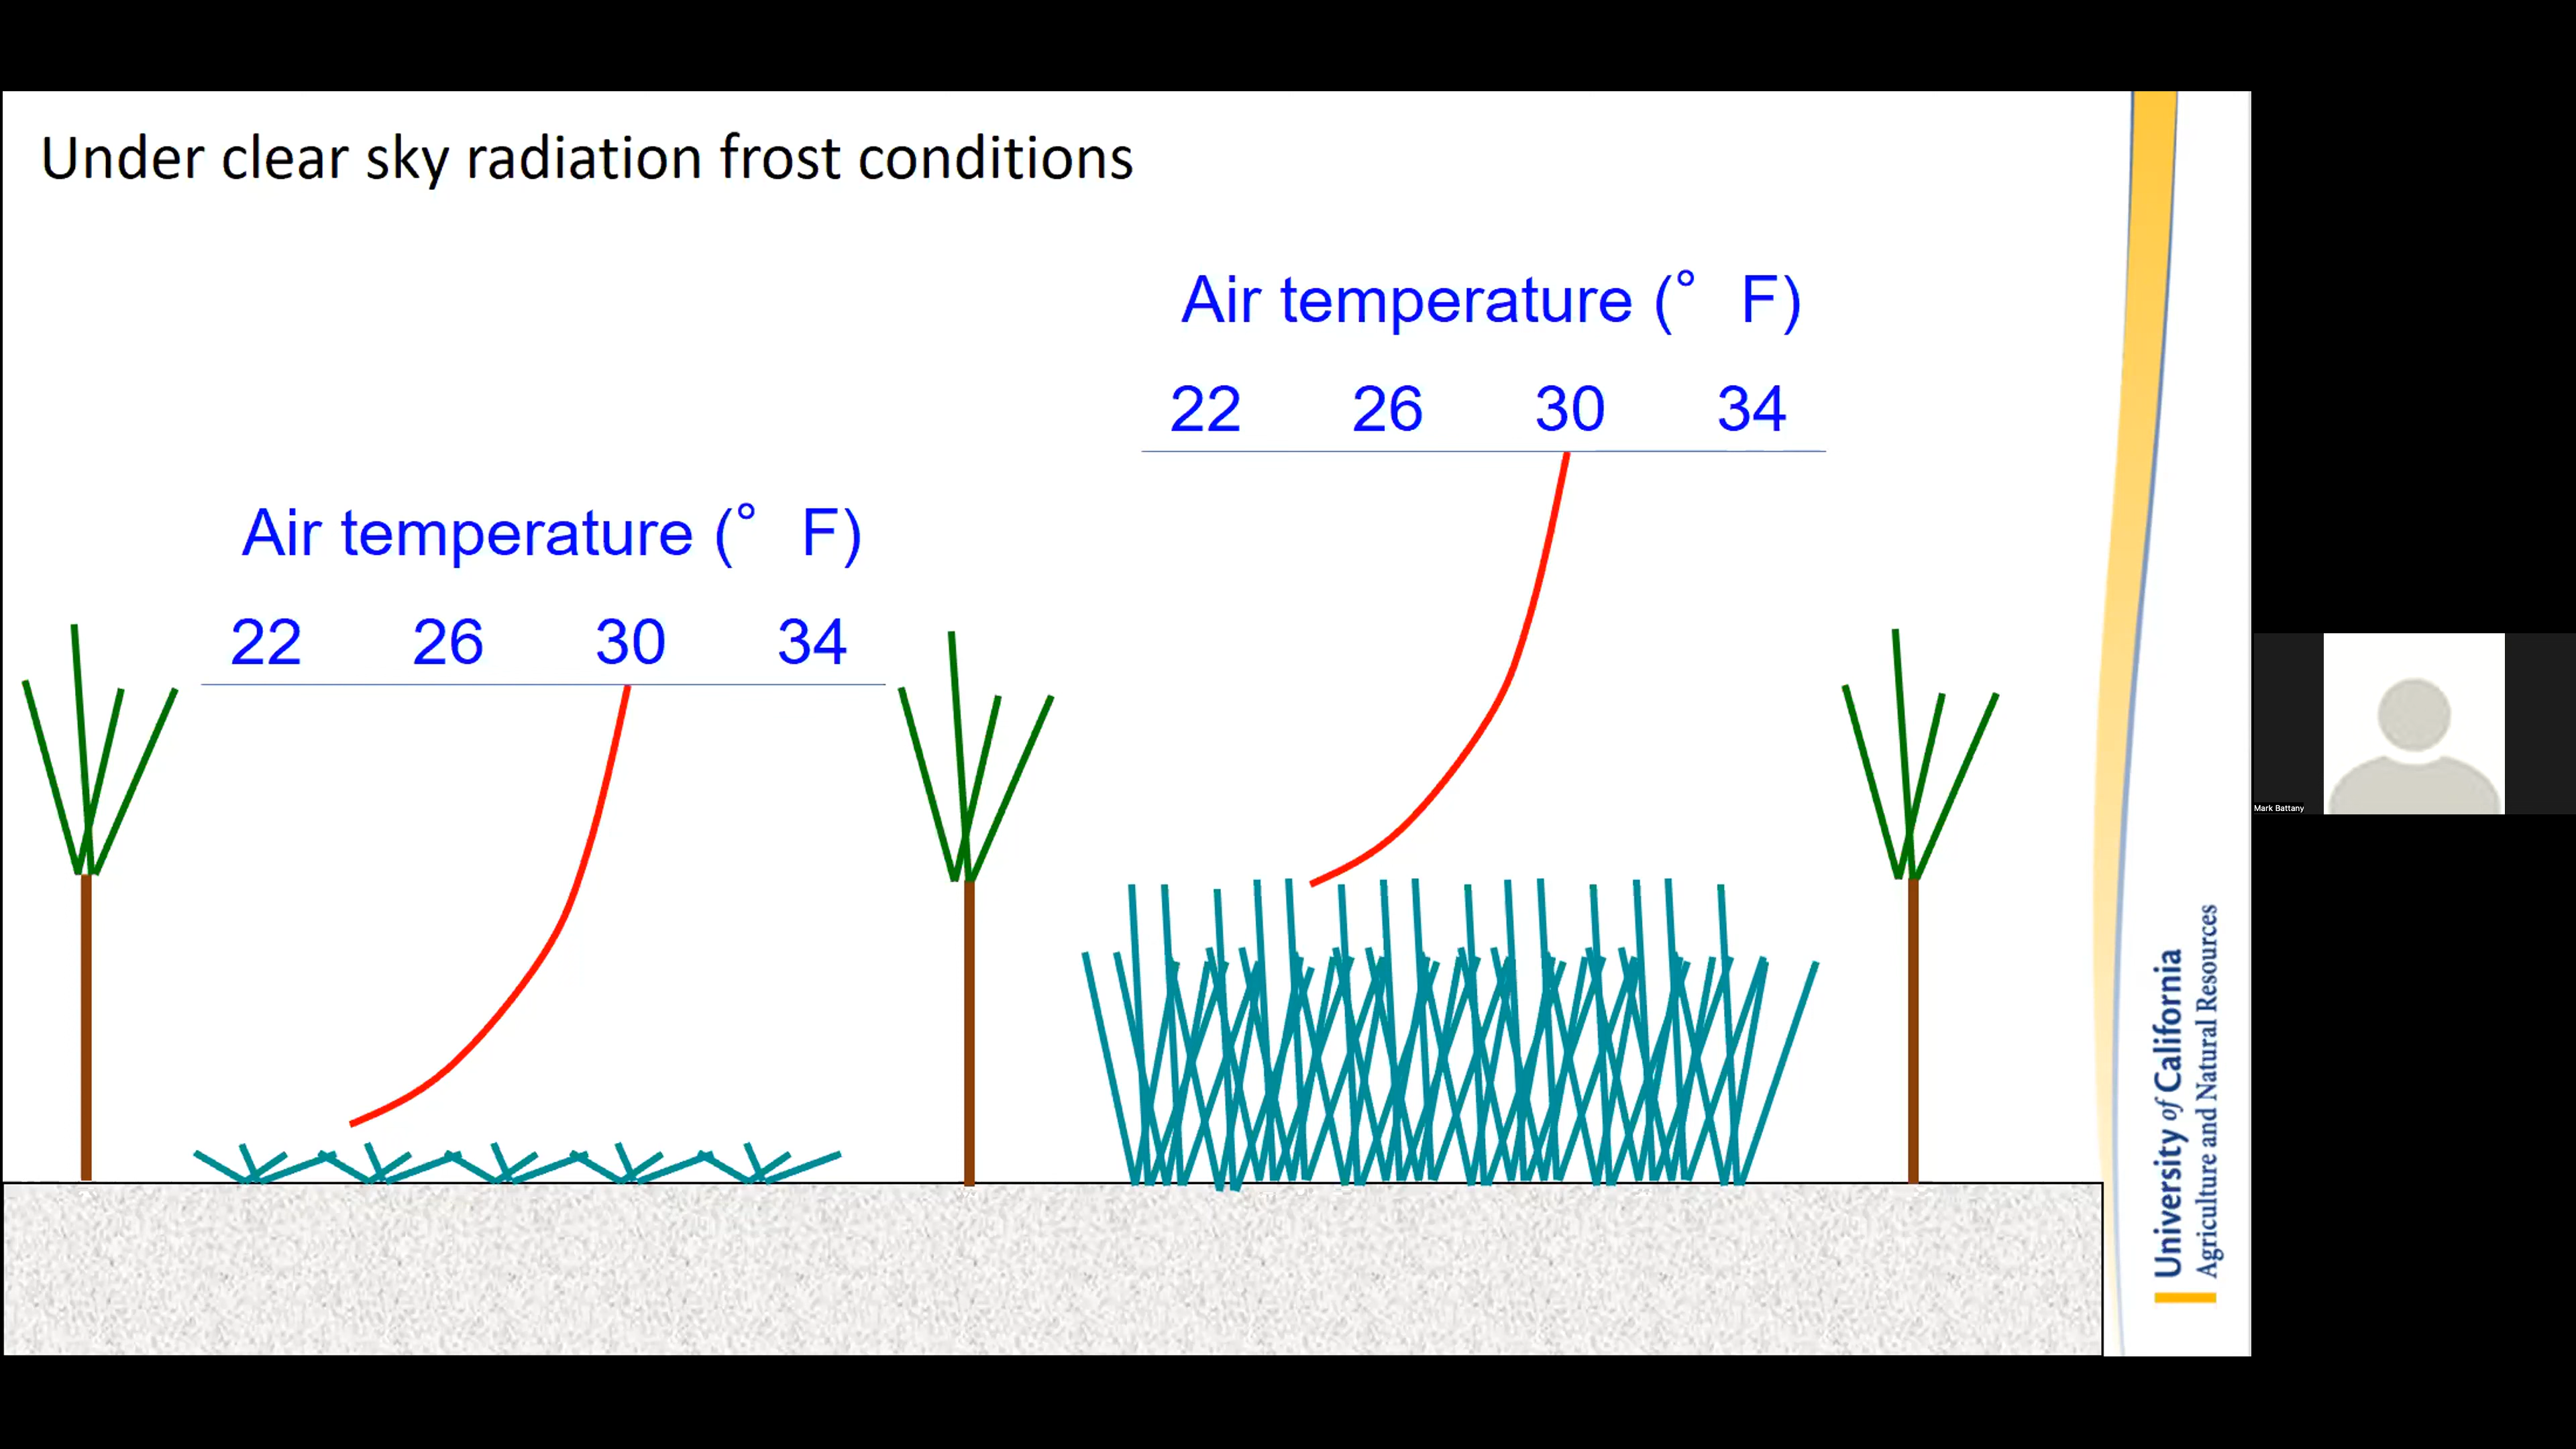 Under clear sky radiation frost conditions
Air temperature (° F)
22 26 30 34
Air temperature (° F)
22 26 30 34
University of California
Agriculture and Natural Resources
Mark Battany